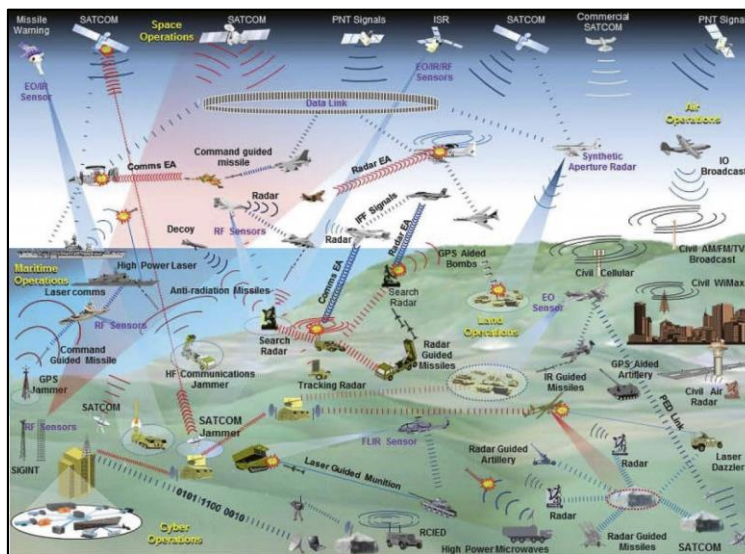 Missile
Warning
SATCOM
Space
Operations
SATCOM
PNT Signals
ISR
SATCOM
Commercial
SATCOM
PNT Signal
EO/IR
Sensor
EO/IR/RF
Sensors
Data Link
Air
Operations
Comms EA
Command guided
missile
Radar EA
Synthetic
Aperture Radar
IO
Broadcast
Radar
RF Sensors
IFF Signals
Decoy
Radar
Radar EA
GPS Aided
Bombs
Civil AM/FM/TV
Broadcast
Civil Cellular
Maritime
Operations
High Power Laser
Laser comms
Anti-radiation Missiles
Comms EA
Search
Radar
EO
Sensor
Civil WiMax
RF Sensors
Land
Operations
Command
Guided Missile
Search
Radar
Radar
Guided
Missiles
GPS
Jammer
HF Communications
Jammer
Tracking Radar
IR Guided
Missiles
GPS Aided
Artillery
Civil Air
Radar
PED Link
SATCOM
SATCOM
Jammer
RF Sensors
SIGINT
FLIR Sensor
Radar Guided
Artillery
Radar
Laser
Dazzler
Laser Guided Munition
0101 1100 0010
Cyber
Operations
RCIED
High Power Microwaves
Radar
Radar Guided
Missiles
SATCOM